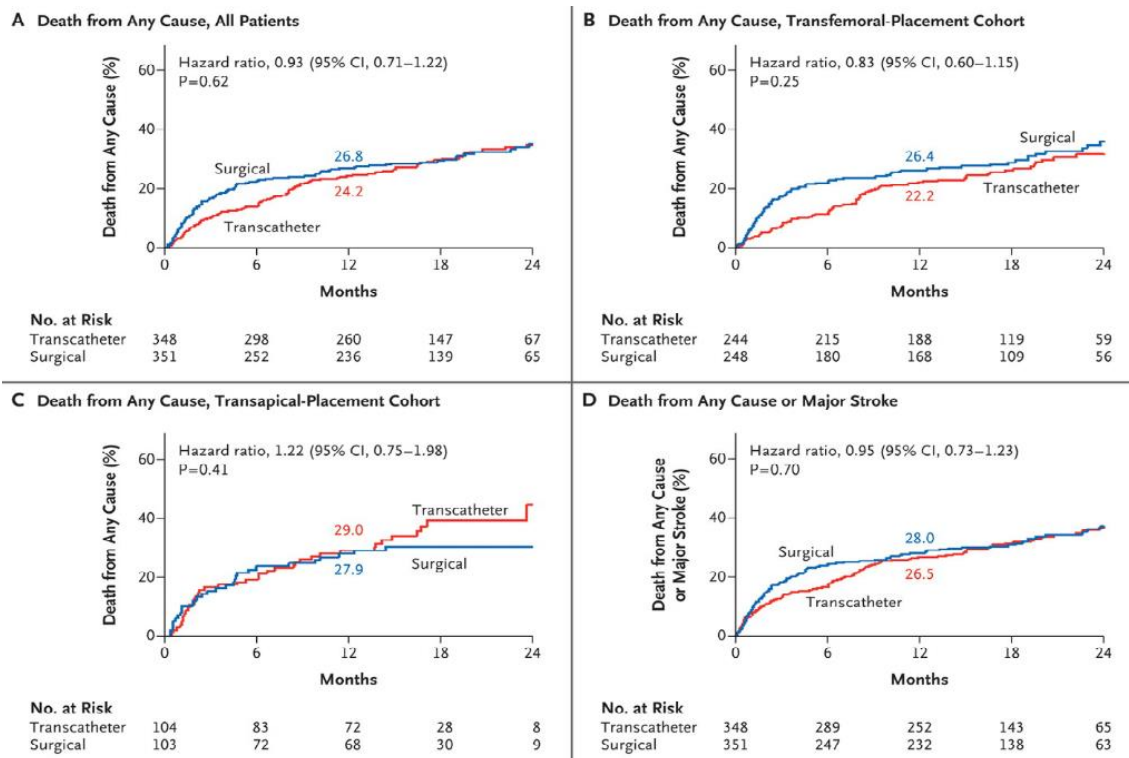 A Death from Any Cause, All Patients
Death from Any Cause (%)
60
40
20
0
Hazard ratio, 0.93 (95% CI, 0.71–1.22)
P=0.62
Surgical
26.8
24.2
Transcatheter
0 6 12 18 24
Months
No. at Risk
Transcatheter 348 298 260 147 67
Surgical 351 252 236 139 65
B Death from Any Cause, Transfemoral-Placement Cohort
Death from Any Cause (%)
60
40
20
0
Hazard ratio, 0.83 (95% CI, 0.60–1.15)
P=0.25
Surgical
26.4
22.2
Transcatheter
0 6 12 18 24
Months
No. at Risk
Transcatheter 244 215 188 119 59
Surgical 248 180 168 109 56
C Death from Any Cause, Transapical-Placement Cohort
Death from Any Cause (%)
60
40
20
0
Hazard ratio, 1.22 (95% CI, 0.75–1.98)
P=0.41
Transcatheter
29.0
27.9
Surgical
0 6 12 18 24
Months
No. at Risk
Transcatheter 104 83 72 28 8
Surgical 103 72 68 30 9
D Death from Any Cause or Major Stroke
Death from Any Cause
or Major Stroke (%)
60
40
20
0
Hazard ratio, 0.95 (95% CI, 0.73–1.23)
P=0.70
Surgical
28.0
26.5
Transcatheter
0 6 12 18 24
Months
No. at Risk
Transcatheter 348 289 252 143 65
Surgical 351 247 232 138 63